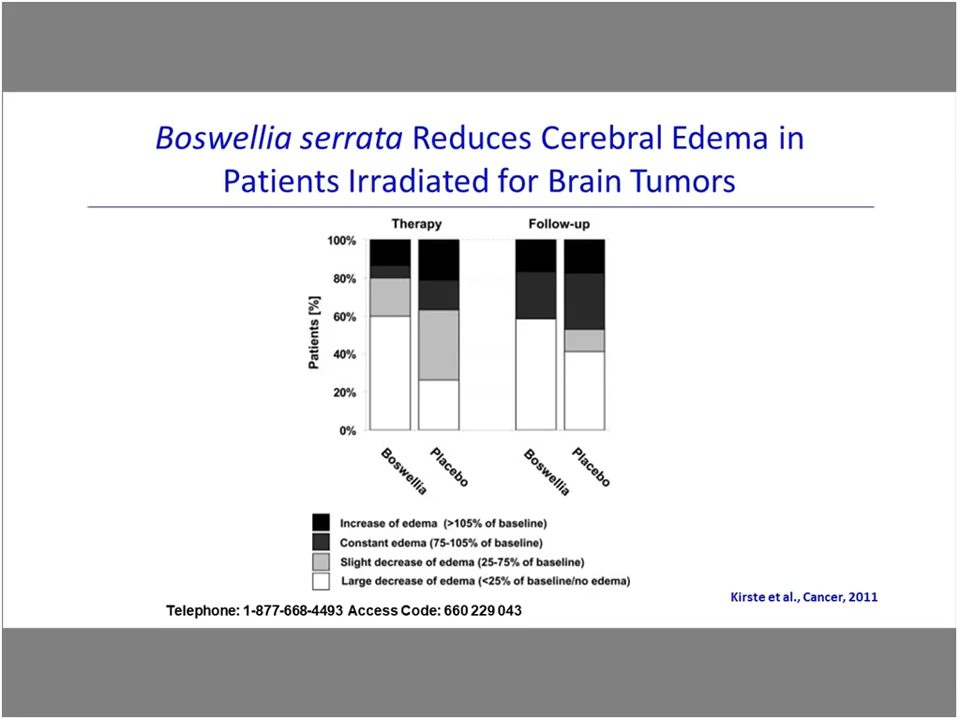 Boswellia serrata Reduces Cerebral Edema in
Patients Irradiated for Brain Tumors
Therapy
Follow-up
100%
80%
60%
40%
20%
0%
Patients [%]
Boswellia
Placebo
Boswellia
Placebo
Increase of edema (>105% of baseline)
Constant edema (75-105% of baseline)
Slight decrease of edema (25-75% of baseline)
Large decrease of edema (<25% of baseline/no edema)
Kirste et al., Cancer, 2011
Telephone: 1-877-668-4493 Access Code: 660 229 043